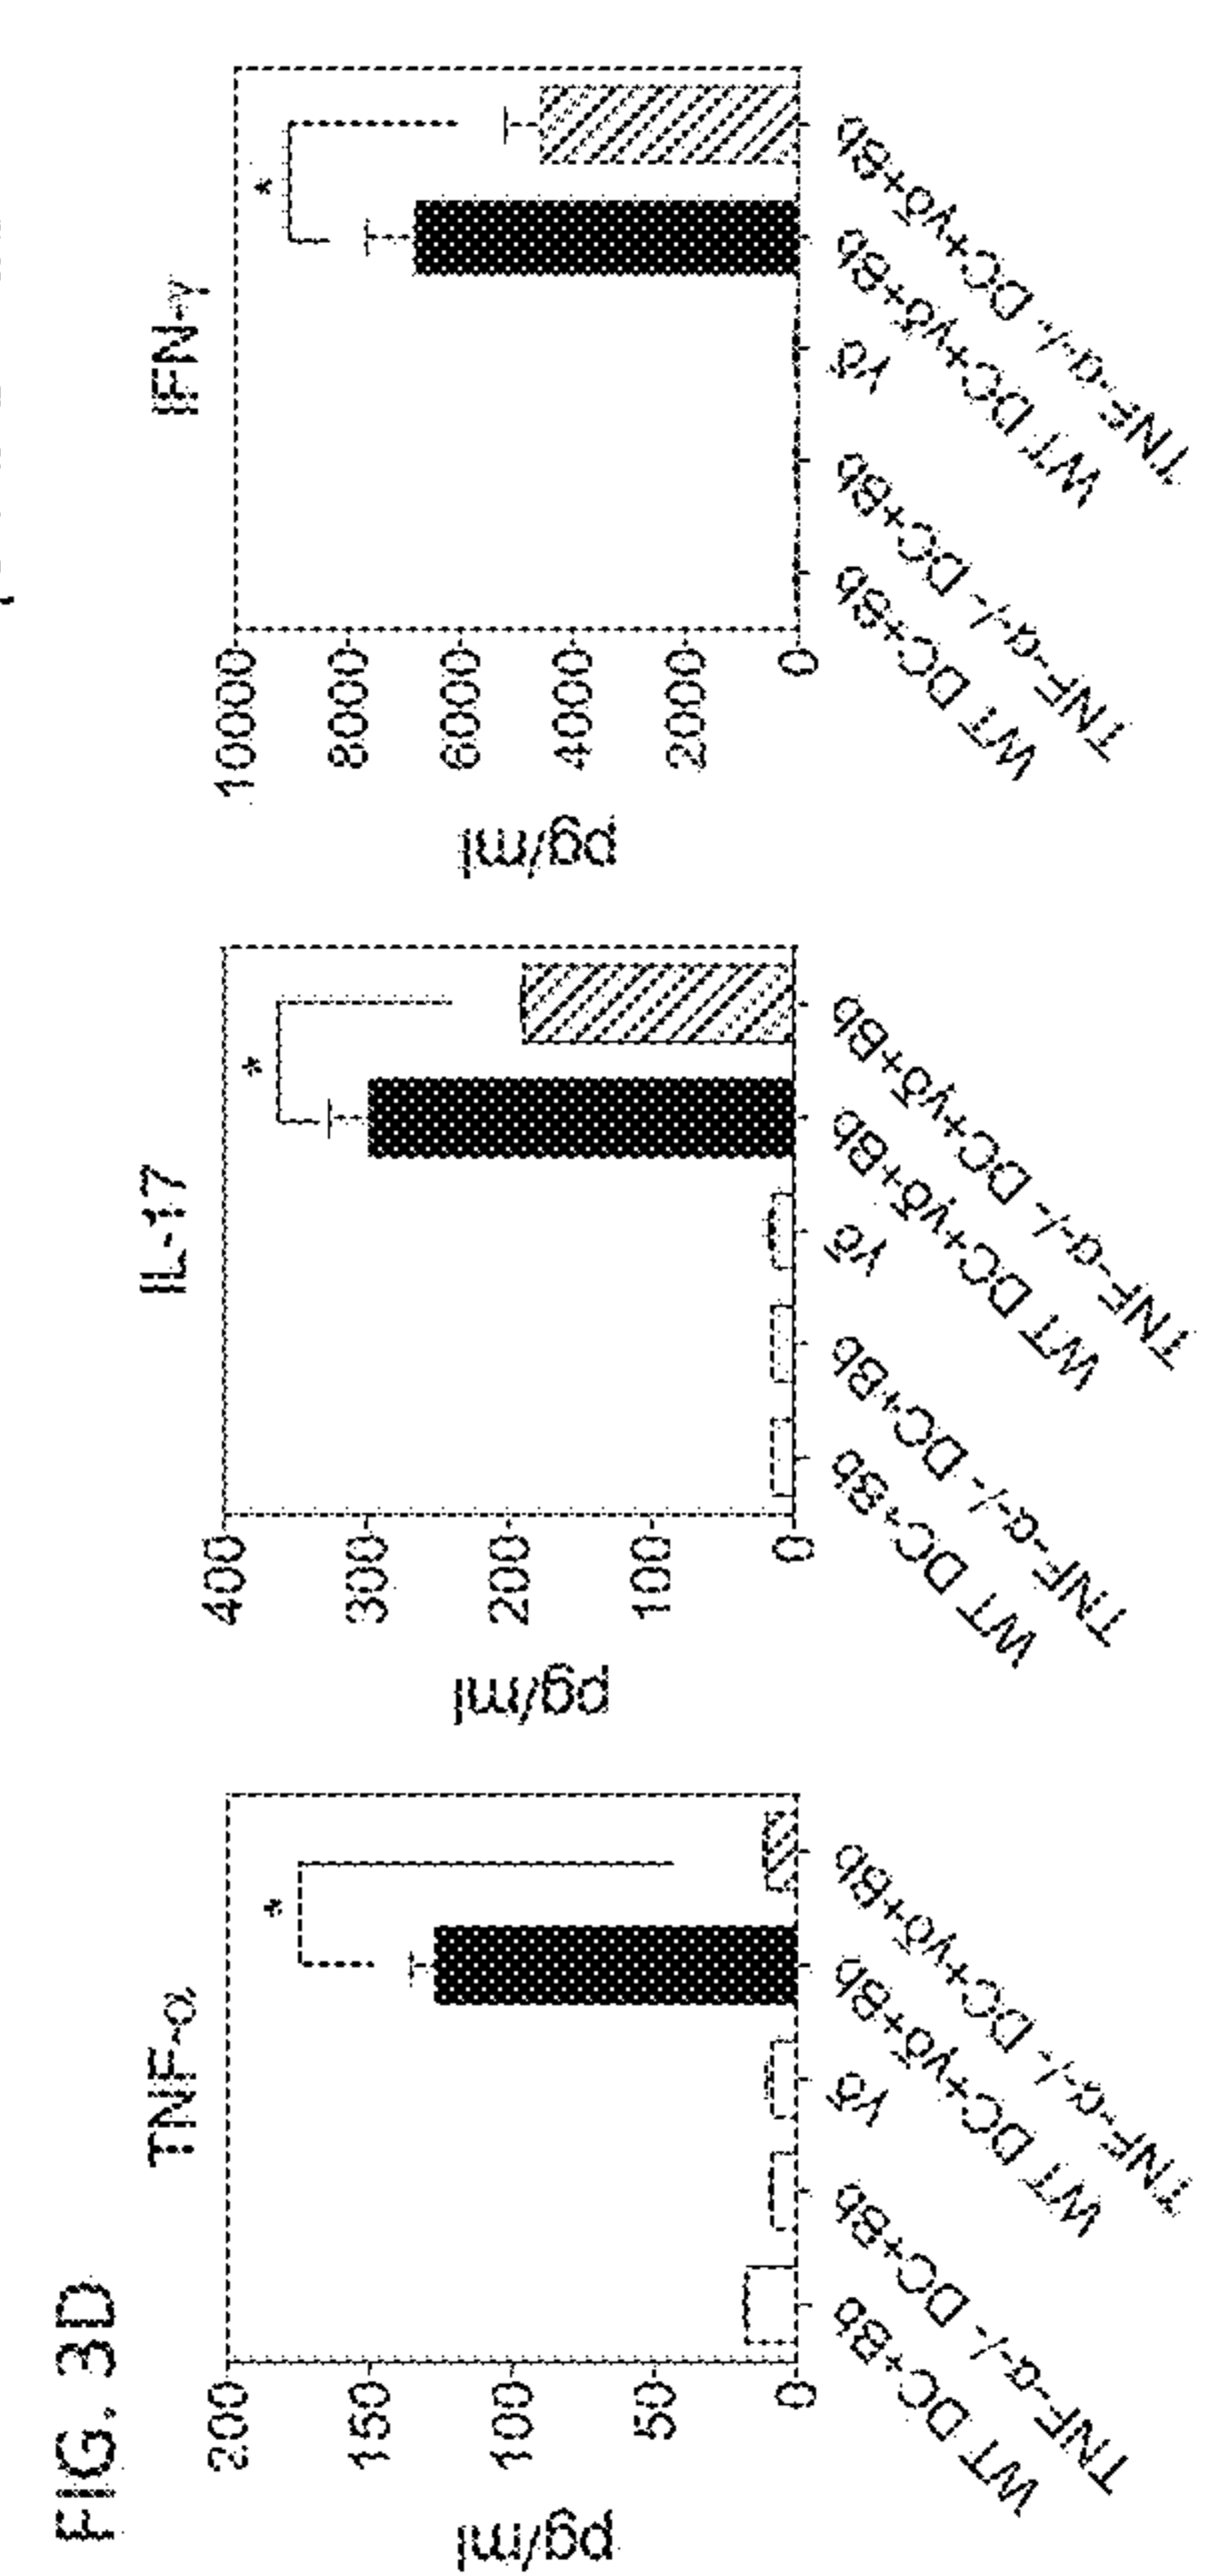 FIG. 3D
TNF-α
pg/ml
200
150
100
50
0
WT DC+Bb
TNF-α-/- DC+Bb
γδ
WT DC+γδ+Bb
TNF-α-/- DC+γδ+Bb
*
IL-17
pg/ml
400
300
200
100
0
WT DC+Bb
TNF-α-/- DC+Bb
γδ
WT DC+γδ+Bb
TNF-α-/- DC+γδ+Bb
*
IFN-γ
pg/ml
10000
8000
6000
4000
2000
0
WT DC+Bb
TNF-α-/- DC+Bb
γδ
WT DC+γδ+Bb
TNF-α-/- DC+γδ+Bb
*